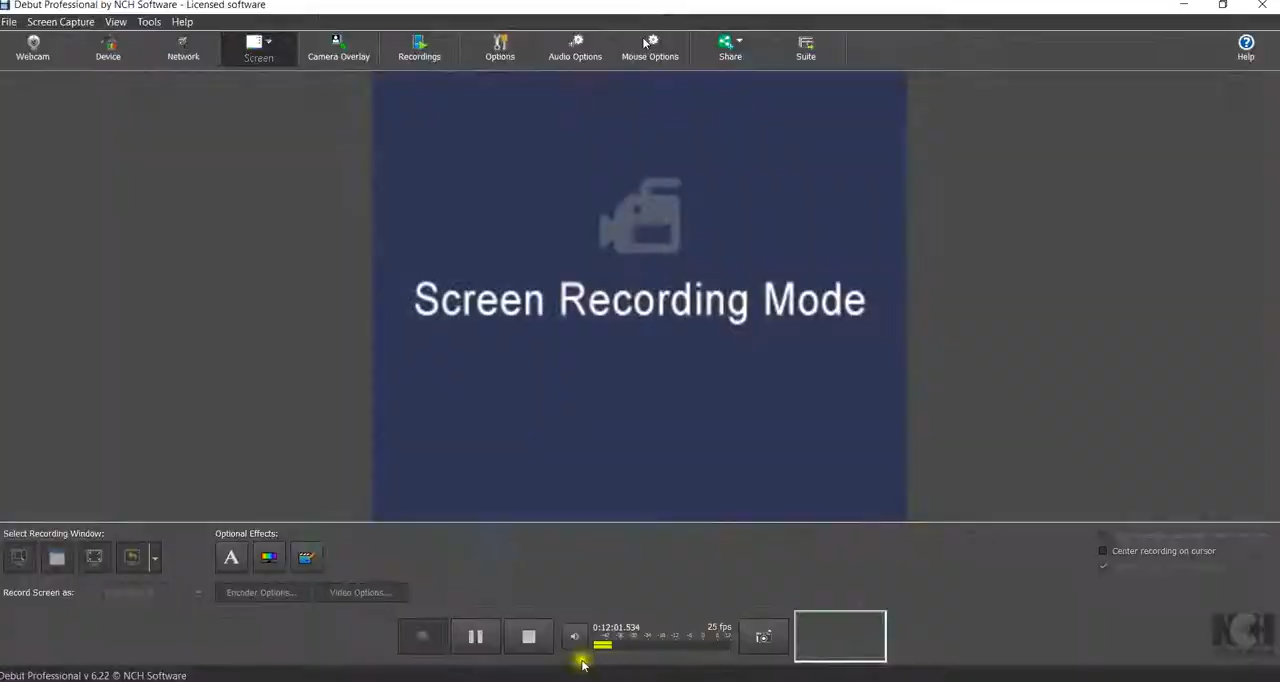 Debut Professional by NCH Software - Licensed software
File Screen Capture View Tools Help
Webcam Device Network Screen Camera Overlay Recordings Options Audio Options Mouse Options Share Suite Help
Screen Recording Mode
Select Recording Window:
Optional Effects:
A
Center recording on cursor
Record Screen as:
Encoder Options...
Video Options...
0:12:01.534
25 fps
NCH
Debut Professional v 6.22 © NCH Software